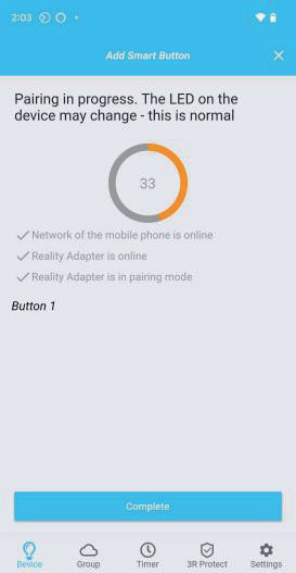 2:03
Add Smart Button
Pairing in progress. The LED on the
device may change - this is normal
33
Network of the mobile phone is online
Reality Adapter is online
Reality Adapter is in pairing mode
Button 1
Complete
Device Group Timer 3R Protect Settings